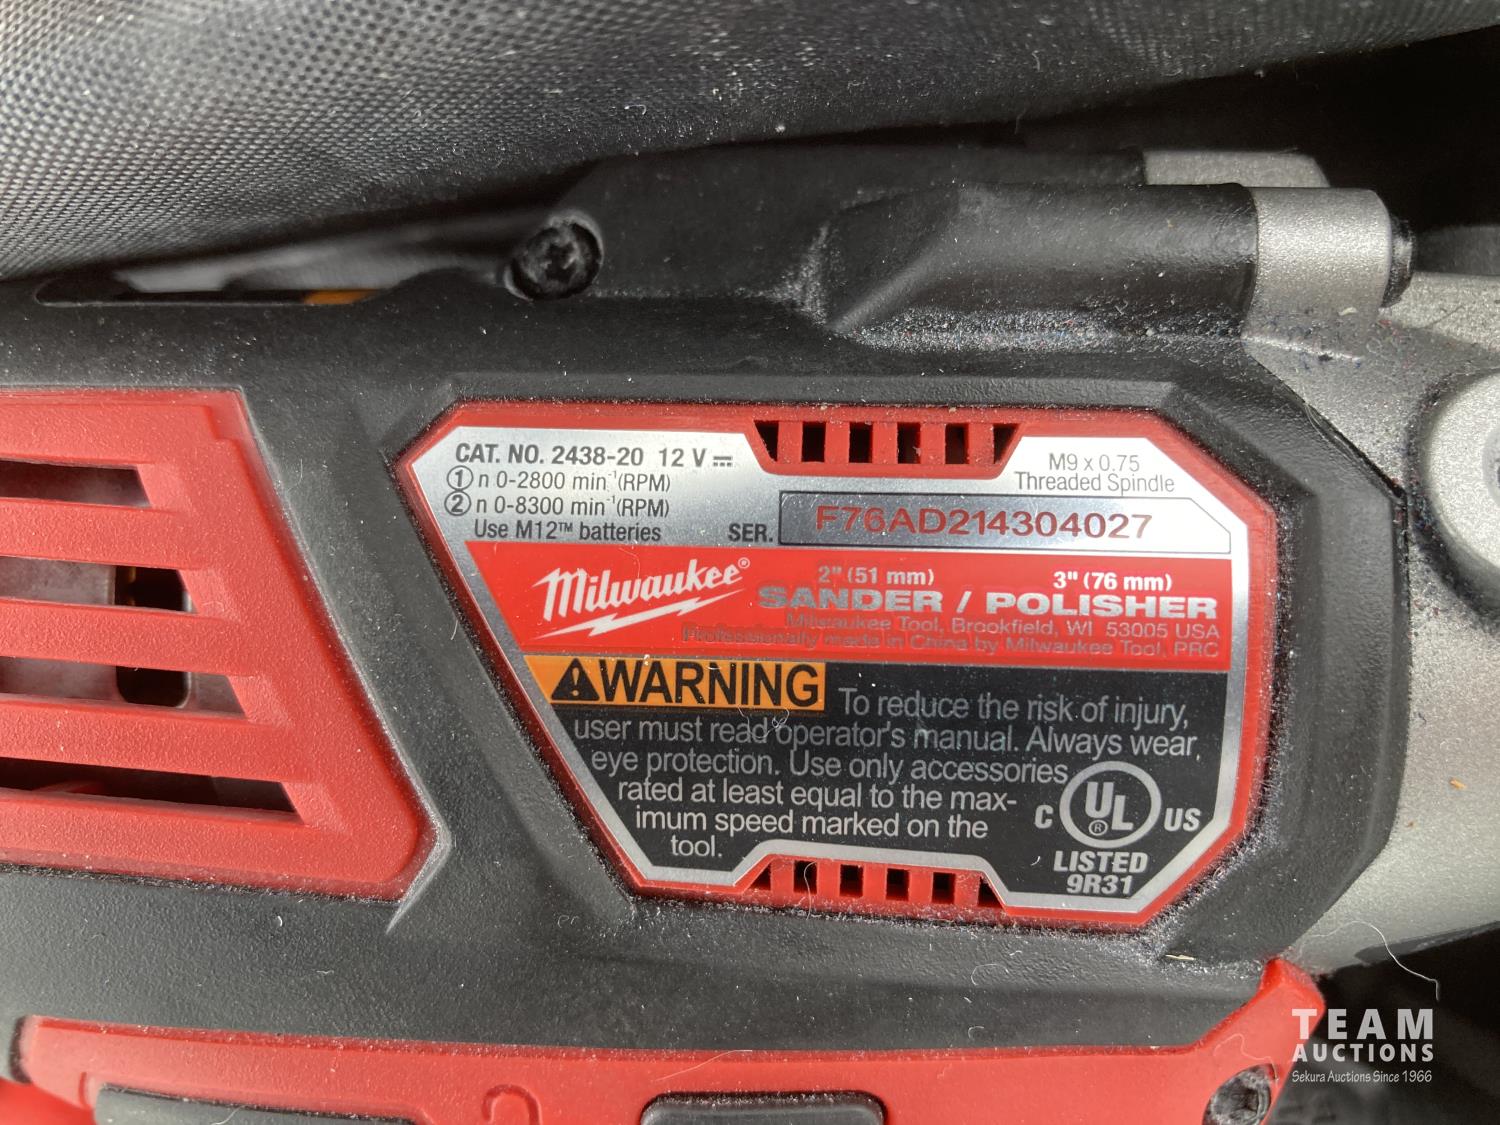 CAT. NO. 2438-20 12 V
① n 0-2800 min⁻¹(RPM)
② n 0-8300 min⁻¹(RPM)
Use M12™ batteries
M9 x 0.75
Threaded Spindle
SER. F76AD214304027
Milwaukee®
2" (51 mm) 3" (76 mm)
SANDER / POLISHER
Milwaukee Tool, Brookfield, WI 53005 USA
Professionally made in China by Milwaukee Tool, PRC
WARNING To reduce the risk of injury,
user must read operator's manual. Always wear
eye protection. Use only accessories
rated at least equal to the max-
imum speed marked on the
tool.
C UL® US
LISTED
9R31
TEAM
AUCTIONS
Sekura Auctions Since 1966